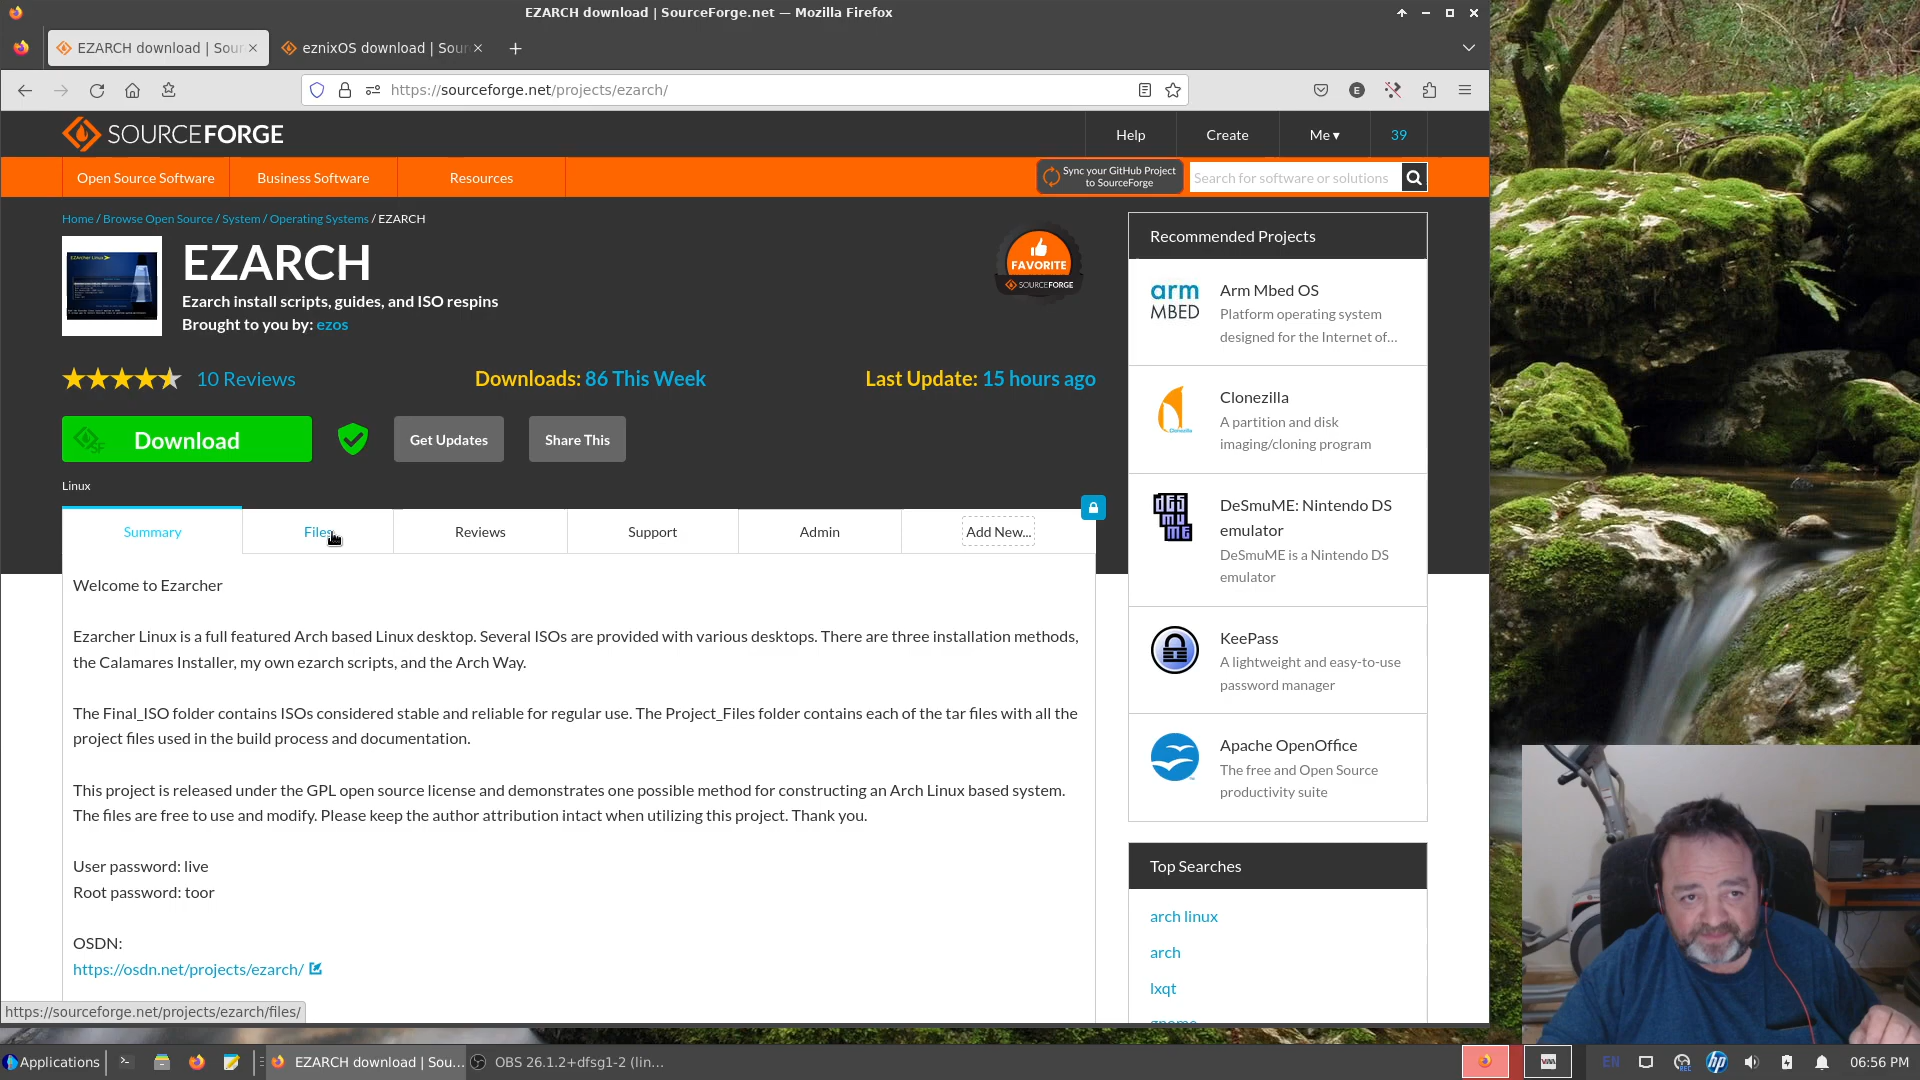 EZARCH download | SourceForge.net — Mozilla Firefox
EZARCH download | Sour
eznixOS download | Sour
https://sourceforge.net/projects/ezarch/
E
SOURCEFORGE
Help
Create
Me ▾
39
Open Source Software
Business Software
Resources
Sync your GitHub Project
to SourceForge
Search for software or solutions
Home / Browse Open Source / System / Operating Systems / EZARCH
EZARCH
Ezarch install scripts, guides, and ISO respins
Brought to you by: ezos
FAVORITE
SOURCEFORGE
10 Reviews
Downloads: 86 This Week
Last Update: 15 hours ago
Download
Get Updates
Share This
Linux
Summary
Files
Reviews
Support
Admin
Add New...
Welcome to Ezarcher
Ezarcher Linux is a full featured Arch based Linux desktop. Several ISOs are provided with various desktops. There are three installation methods,
the Calamares Installer, my own ezarch scripts, and the Arch Way.
The Final_ISO folder contains ISOs considered stable and reliable for regular use. The Project_Files folder contains each of the tar files with all the
project files used in the build process and documentation.
This project is released under the GPL open source license and demonstrates one possible method for constructing an Arch Linux based system.
The files are free to use and modify. Please keep the author attribution intact when utilizing this project. Thank you.
User password: live
Root password: toor
OSDN:
https://osdn.net/projects/ezarch/
https://sourceforge.net/projects/ezarch/files/
Recommended Projects
arm
MBED
Arm Mbed OS
Platform operating system
designed for the Internet of...
Clonezilla
Clonezilla
A partition and disk
imaging/cloning program
DeSmuME: Nintendo DS
emulator
DeSmuME is a Nintendo DS
emulator
KeePass
A lightweight and easy-to-use
password manager
Apache OpenOffice
The free and Open Source
productivity suite
Top Searches
arch linux
arch
lxqt
gnome
Applications
EZARCH download | Sou...
OBS 26.1.2+dfsg1-2 (lin...
EN
REC
hp
06:56 PM